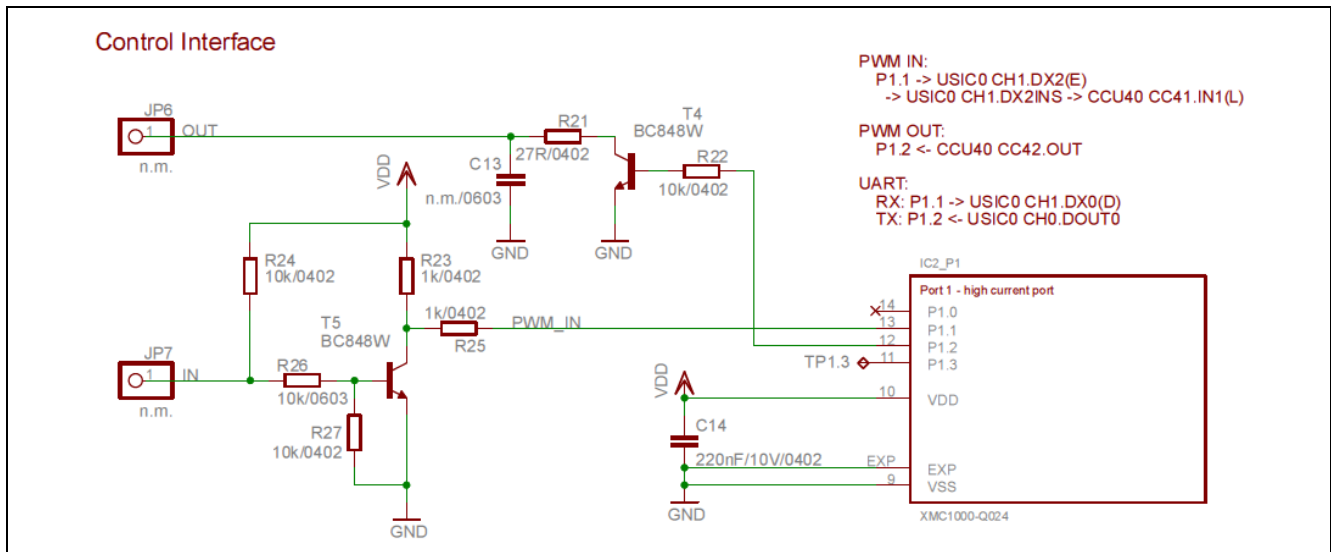 Control Interface
PWM IN:
P1.1 -> USIC0 CH1.DX2(E)
-> USIC0 CH1.DX2INS -> CCU40 CC41.IN1(L)
PWM OUT:
P1.2 <- CCU40 CC42.OUT
UART:
RX: P1.1 -> USIC0 CH1.DX0(D)
TX: P1.2 <- USIC0 CH0.DOUT0
JP6
1
OUT
n.m.
R21
27R/0402
T4
BC848W
R22
10k/0402
C13
n.m./0603
GND
GND
VDD
R24
10k/0402
R23
1k/0402
1k/0402
R25
PWM_IN
T5
BC848W
JP7
1
IN
n.m.
R26
10k/0603
R27
10k/0402
GND
IC2_P1
Port 1 - high current port
14
P1.0
13
P1.1
12
P1.2
TP1.3
11
P1.3
VDD
10
VDD
C14
220nF/10V/0402
EXP
EXP
9
VSS
GND
XMC1000-Q024